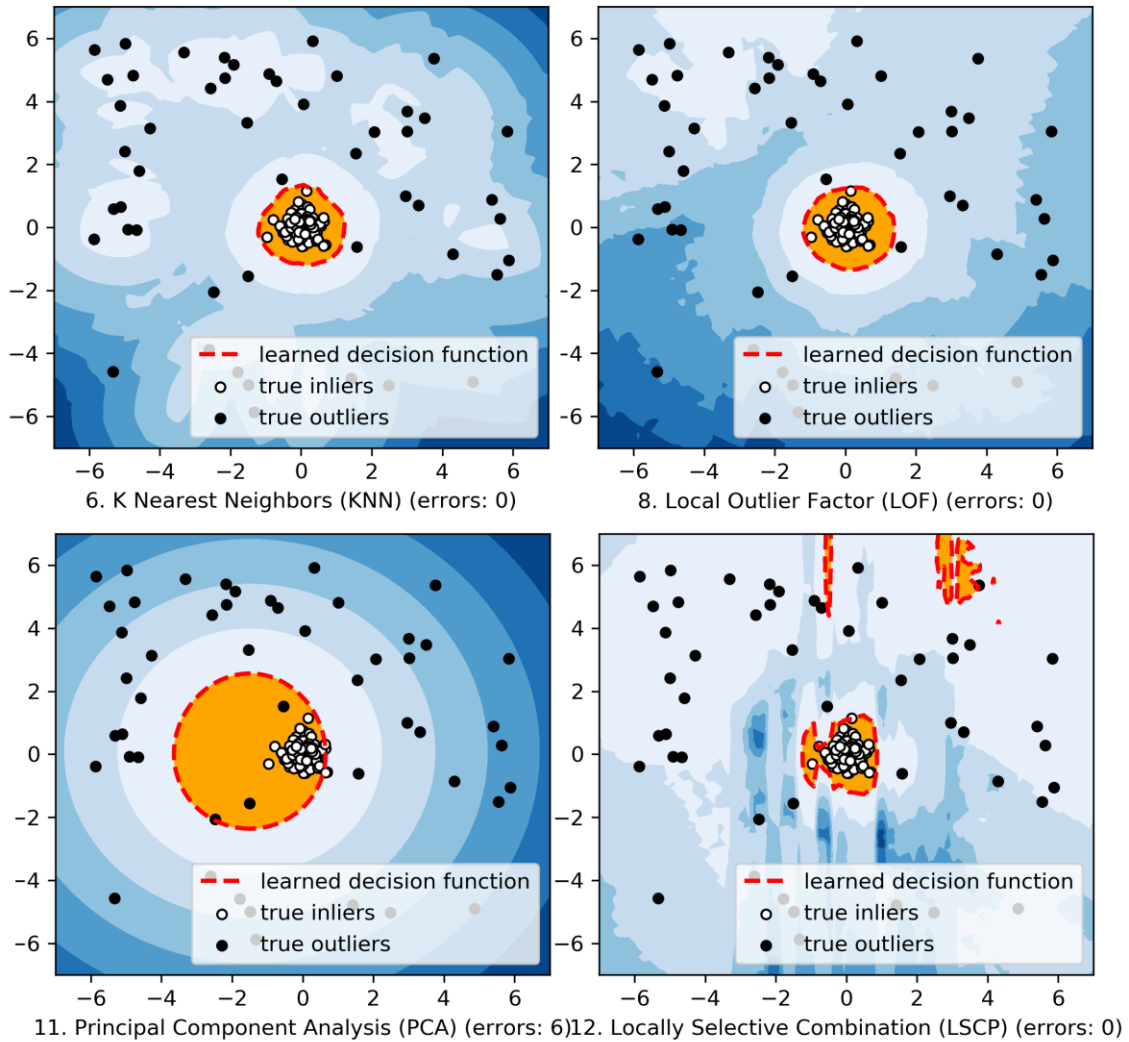 6
4
2
0
−2
−4
−6
learned decision function
true inliers
true outliers
−6 −4 −2 0 2 4 6
6. K Nearest Neighbors (KNN) (errors: 0)
6
4
2
0
−2
−4
−6
learned decision function
true inliers
true outliers
−6 −4 −2 0 2 4 6
8. Local Outlier Factor (LOF) (errors: 0)
6
4
2
0
−2
−4
−6
learned decision function
true inliers
true outliers
−6 −4 −2 0 2 4 6
11. Principal Component Analysis (PCA) (errors: 6)
6
4
2
0
−2
−4
−6
learned decision function
true inliers
true outliers
−6 −4 −2 0 2 4 6
12. Locally Selective Combination (LSCP) (errors: 0)